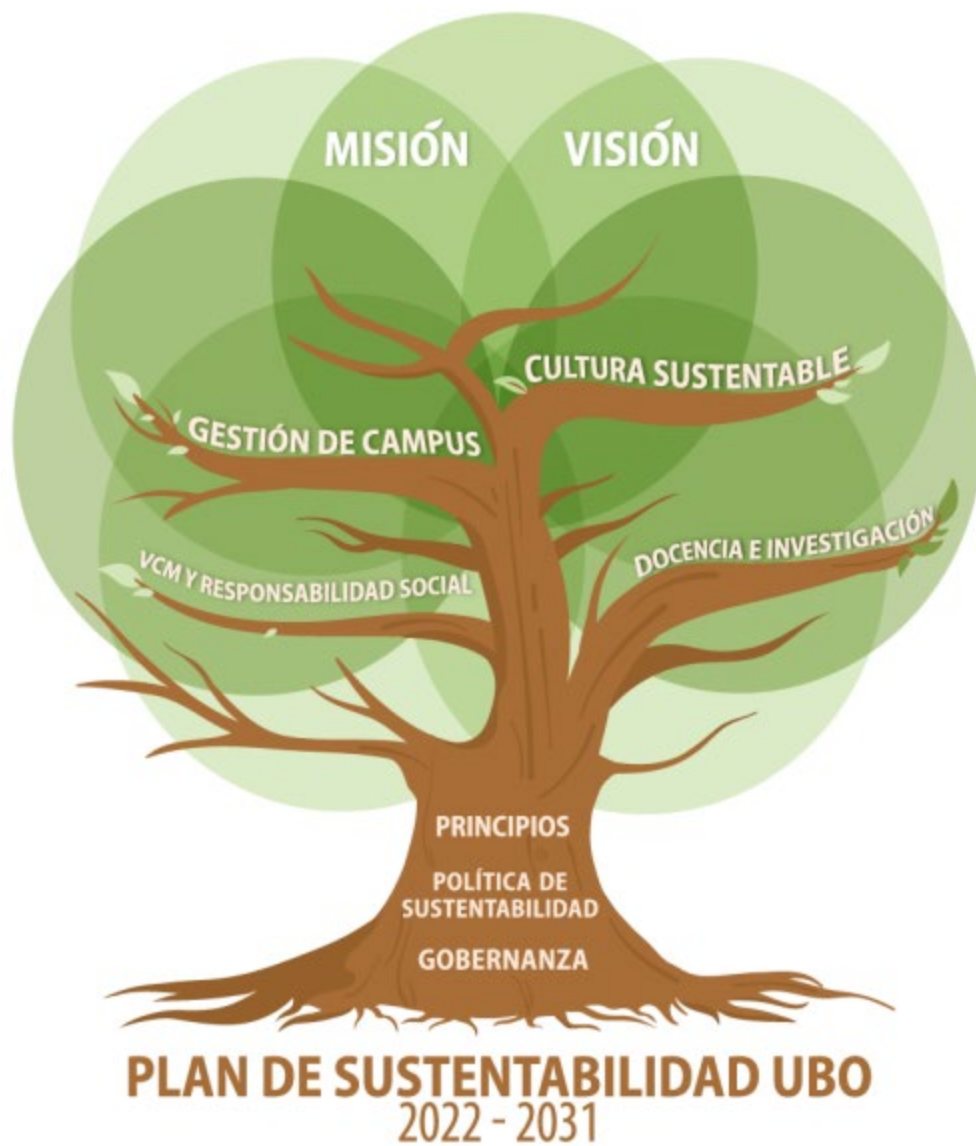 MISIÓN VISIÓN
CULTURA SUSTENTABLE
GESTIÓN DE CAMPUS
DOCENCIA E INVESTIGACIÓN
VCM Y RESPONSABILIDAD SOCIAL
PRINCIPIOS
POLÍTICA DE
SUSTENTABILIDAD
GOBERNANZA
PLAN DE SUSTENTABILIDAD UBO
2022 - 2031